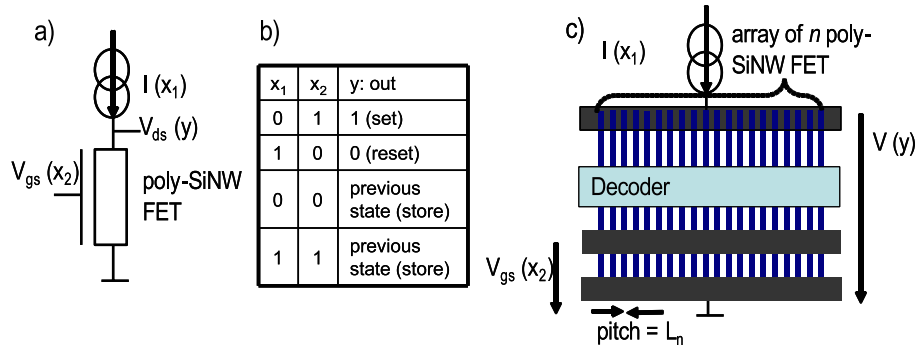 a)
I (x1)
Vds (y)
Vgs (x2)
poly-SiNW
FET
b)
x1 x2 y: out
0 1 1 (set)
1 0 0 (reset)
0 0 previous
state (store)
1 1 previous
state (store)
c)
I (x1)
array of n poly-
SiNW FET
V (y)
Decoder
Vgs (x2)
pitch = Ln